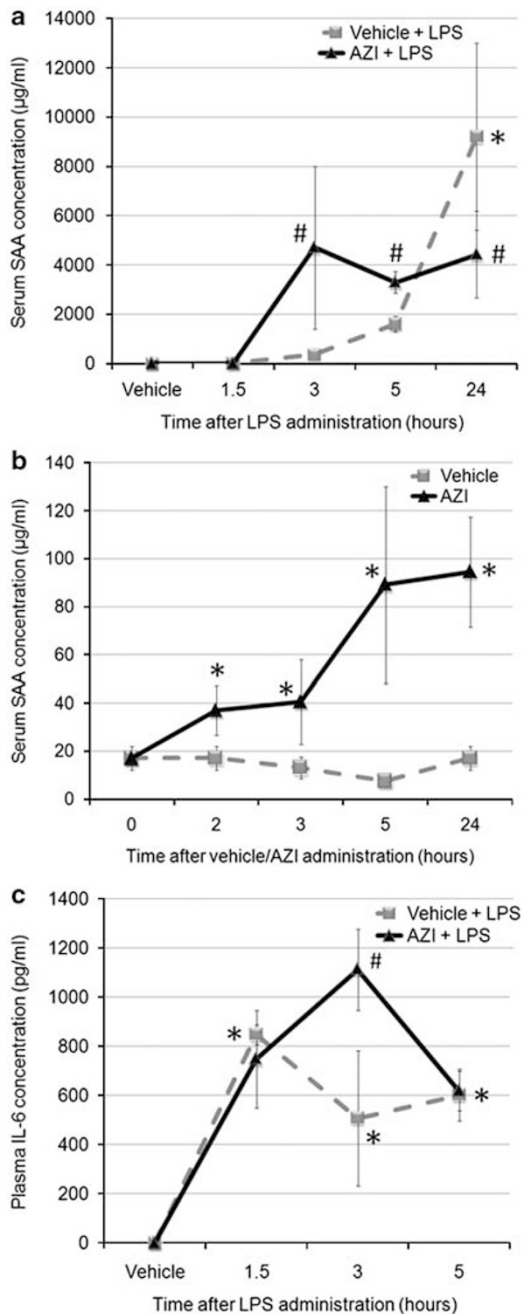 a
Vehicle + LPS
AZI + LPS
Serum SAA concentration (µg/ml)
14000
12000
10000
8000
6000
4000
2000
0
*
#
#
#
Vehicle
1.5
3
5
24
Time after LPS administration (hours)
b
Vehicle
AZI
Serum SAA concentration (µg/ml)
140
120
100
80
60
40
20
0
*
*
*
*
0
2
3
5
24
Time after vehicle/AZI administration (hours)
c
Vehicle + LPS
AZI + LPS
Plasma IL-6 concentration (pg/ml)
1400
1200
1000
800
600
400
200
0
*
#
*
*
Vehicle
1.5
3
5
Time after LPS administration (hours)